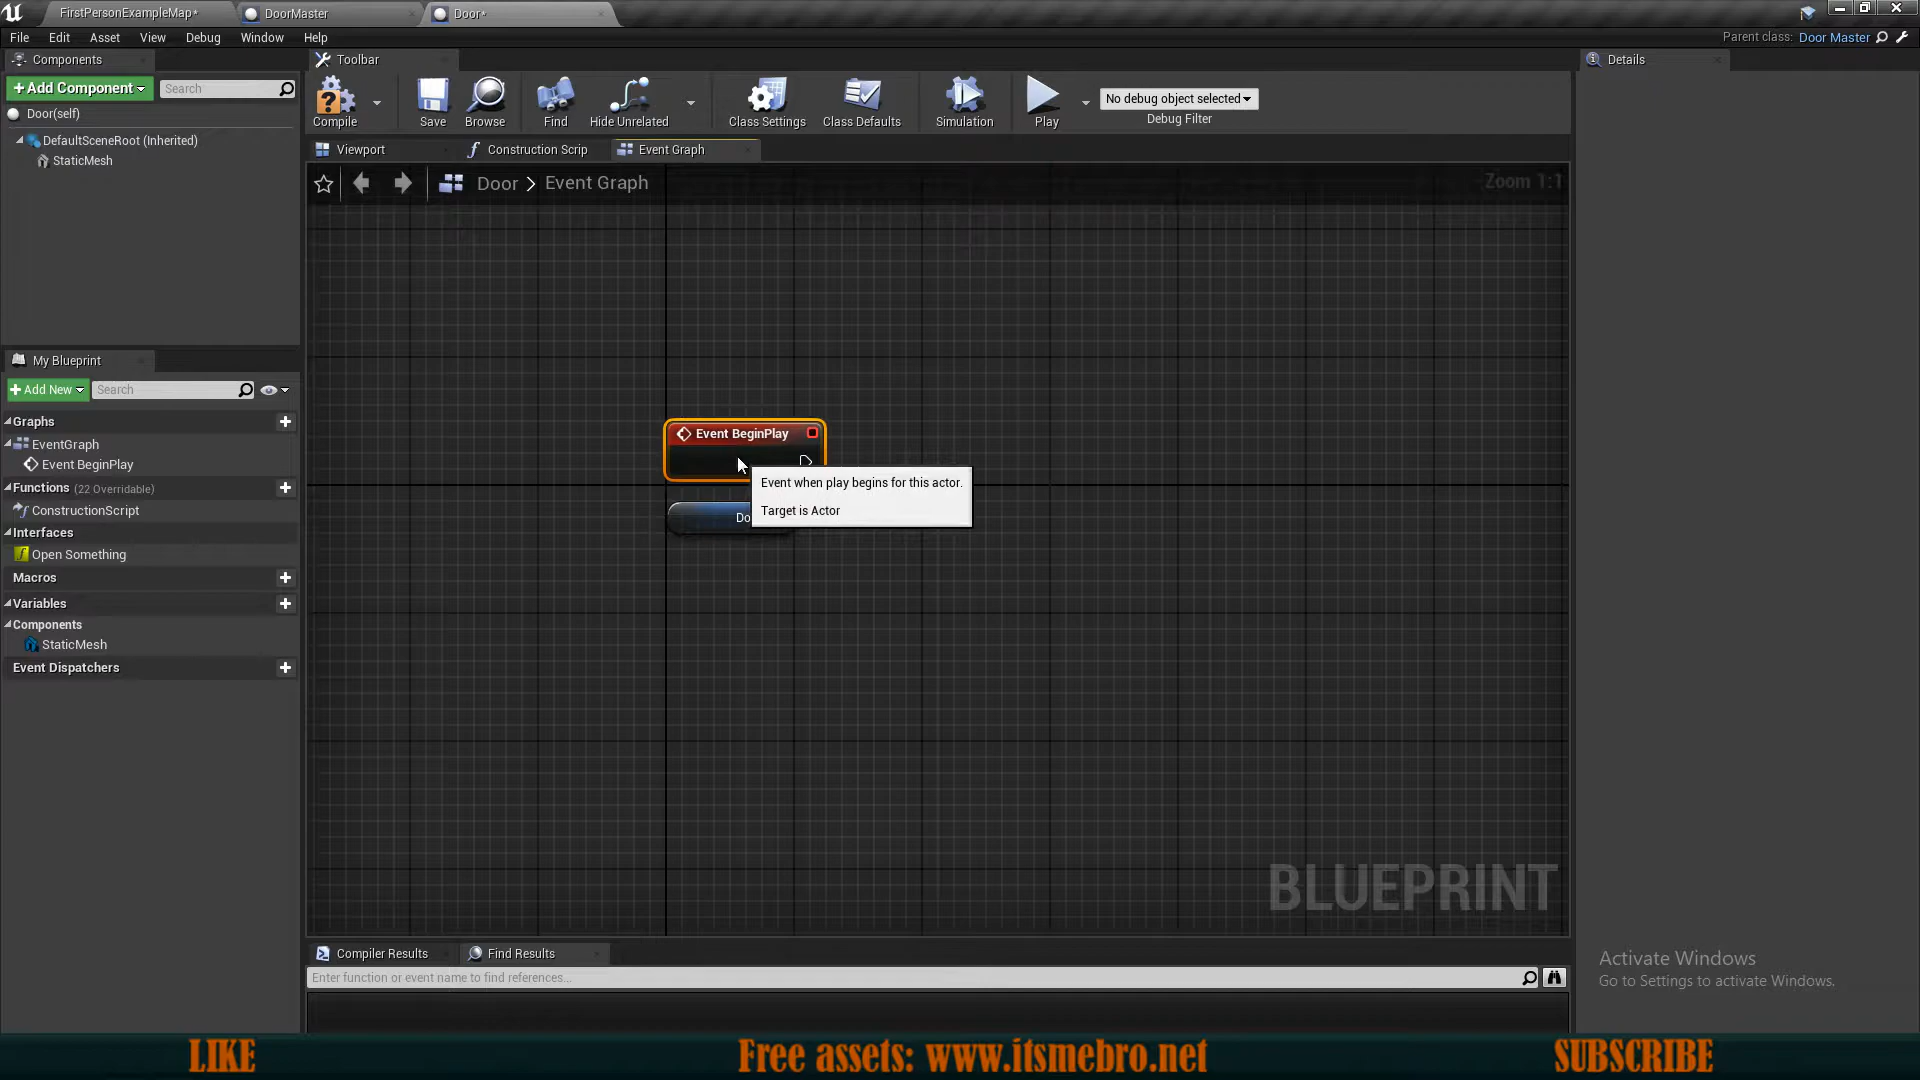 FirstPersonExampleMap*
DoorMaster
Door*
File Edit Asset View Debug Window Help
Parent class: Door Master
Components
Toolbar
Details
+Add Component
Search
Compile
Save
Browse
Find
Hide Unrelated
Class Settings
Class Defaults
Simulation
Play
No debug object selected
Debug Filter
Door(self)
DefaultSceneRoot (Inherited)
StaticMesh
Viewport
Construction Scrip
Event Graph
Door > Event Graph
Zoom 1:1
My Blueprint
+Add New
Search
Graphs
EventGraph
Event BeginPlay
Functions (22 Overridable)
ConstructionScript
Interfaces
Open Something
Macros
Variables
Components
StaticMesh
Event Dispatchers
Event BeginPlay
Event when play begins for this actor.
Target is Actor
Do
BLUEPRINT
Compiler Results
Find Results
Enter function or event name to find references...
Activate Windows
Go to Settings to activate Windows.
LIKE
Free assets: www.itsmebro.net
SUBSCRIBE